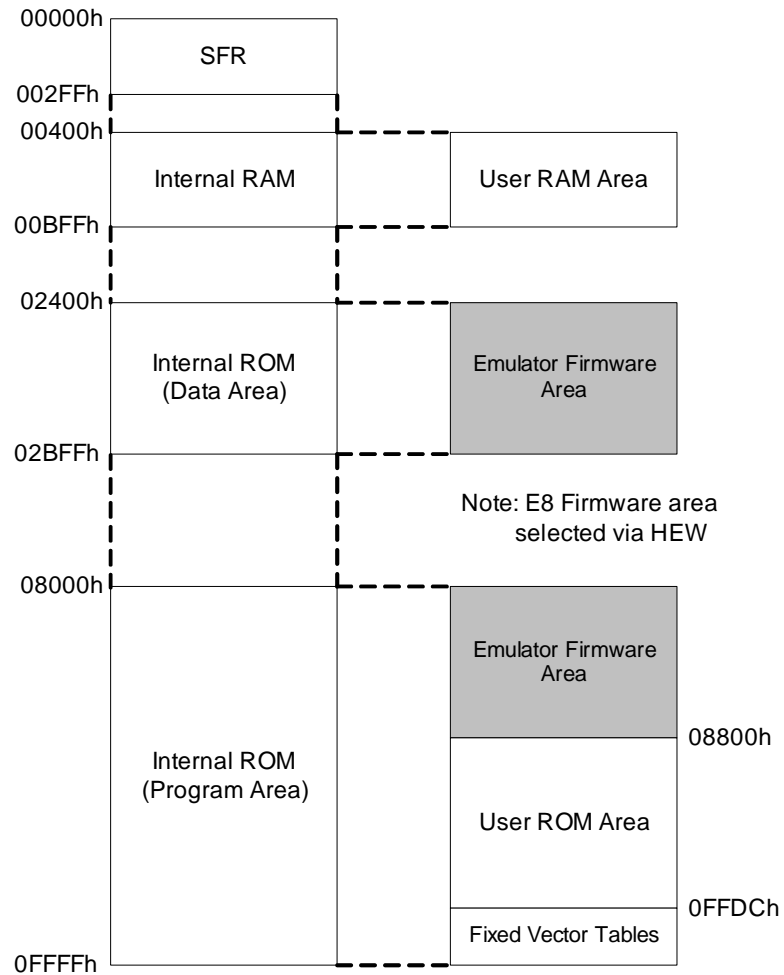 00000h
SFR
002FFh
00400h
Internal RAM
User RAM Area
00BFFh
02400h
Internal ROM
(Data Area)
Emulator Firmware
Area
02BFFh
Note: E8 Firmware area
selected via HEW
08000h
Emulator Firmware
Area
08800h
Internal ROM
(Program Area)
User ROM Area
0FFDCh
Fixed Vector Tables
0FFFFh